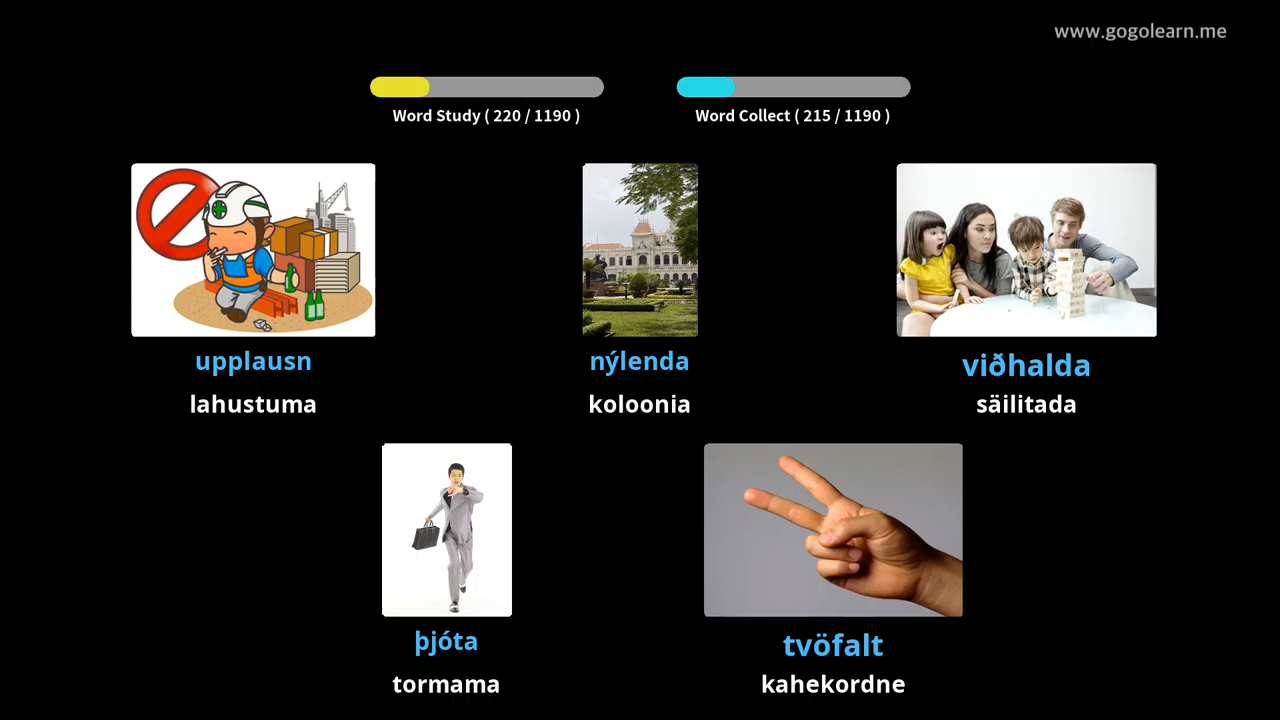 www.gogolearn.me
Word Study ( 220 / 1190 )
Word Collect ( 215 / 1190 )
upplausn
lahustuma
nýlenda
koloonia
viðhalda
säilitada
þjóta
tormama
tvöfalt
kahekordne